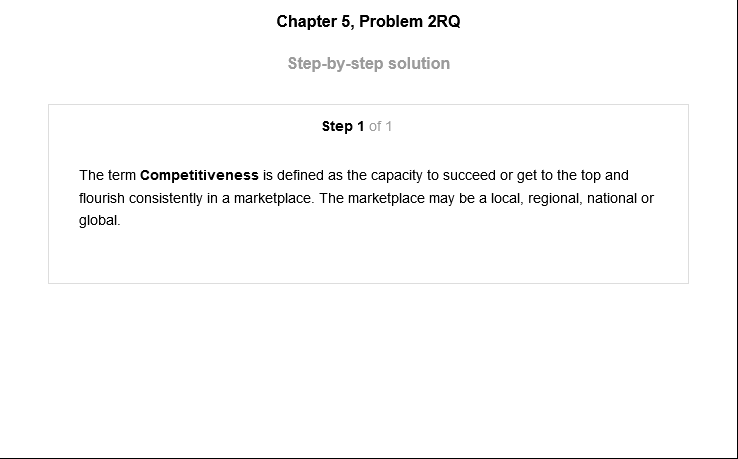 Chapter 5, Problem 2RQ
Step-by-step solution
Step 1 of 1
The term Competitiveness is defined as the capacity to succeed or get to the top and
flourish consistently in a marketplace. The marketplace may be a local, regional, national or
global.